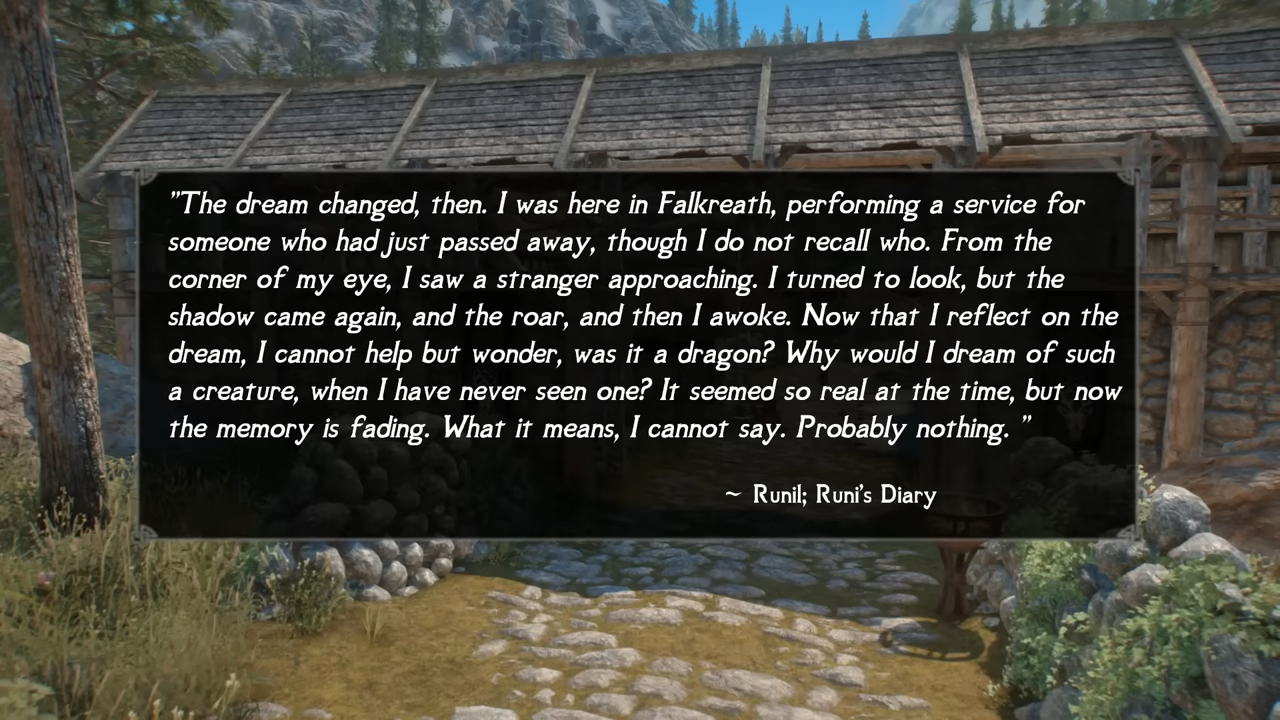 "The dream changed, then. I was here in Falkreath, performing a service for
someone who had just passed away, though I do not recall who. From the
corner of my eye, I saw a stranger approaching. I turned to look, but the
shadow came again, and the roar, and then I awoke. Now that I reflect on the
dream, I cannot help but wonder, was it a dragon? Why would I dream of such
a creature, when I have never seen one? It seemed so real at the time, but now
the memory is fading. What it means, I cannot say. Probably nothing. "
~ Runil; Runi's Diary